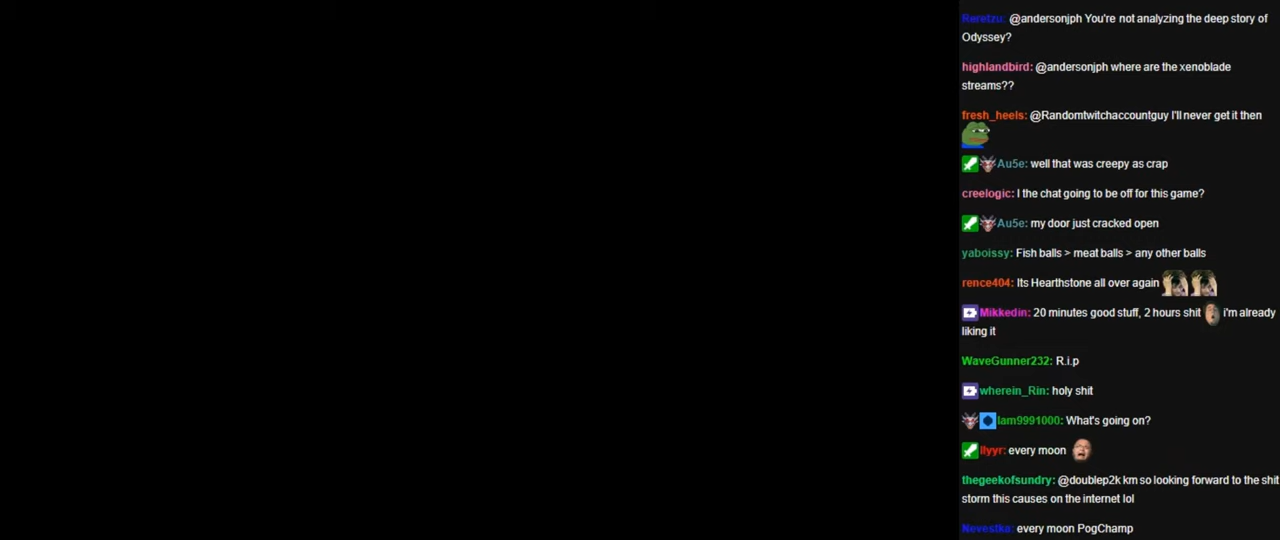 Reretzu: @andersonjph You're not analyzing the deep story of
Odyssey?
highlandbird: @andersonjph where are the xenoblade
streams??
fresh_heels: @Randomtwitchaccountguy I'll never get it then
Au5e: well that was creepy as crap
creelogic: I the chat going to be off for this game?
Au5e: my door just cracked open
yaboissy: Fish balls > meat balls > any other balls
rence404: Its Hearthstone all over again
Mikkedin: 20 minutes good stuff, 2 hours shit i'm already
liking it
WaveGunner232: R.i.p
wherein_Rin: holy shit
Iam9991000: What's going on?
llyyr: every moon
thegeekofsundry: @doublep2k km so looking forward to the shit
storm this causes on the internet lol
Nevestka: every moon PogChamp